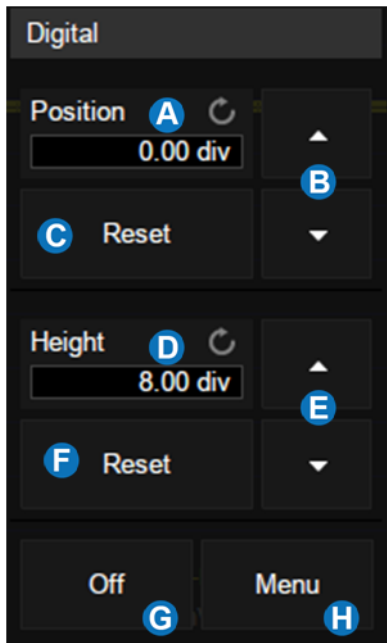 Digital
Position A
0.00 div
B
C Reset
Height D
8.00 div
E
F Reset
Off Menu
G H